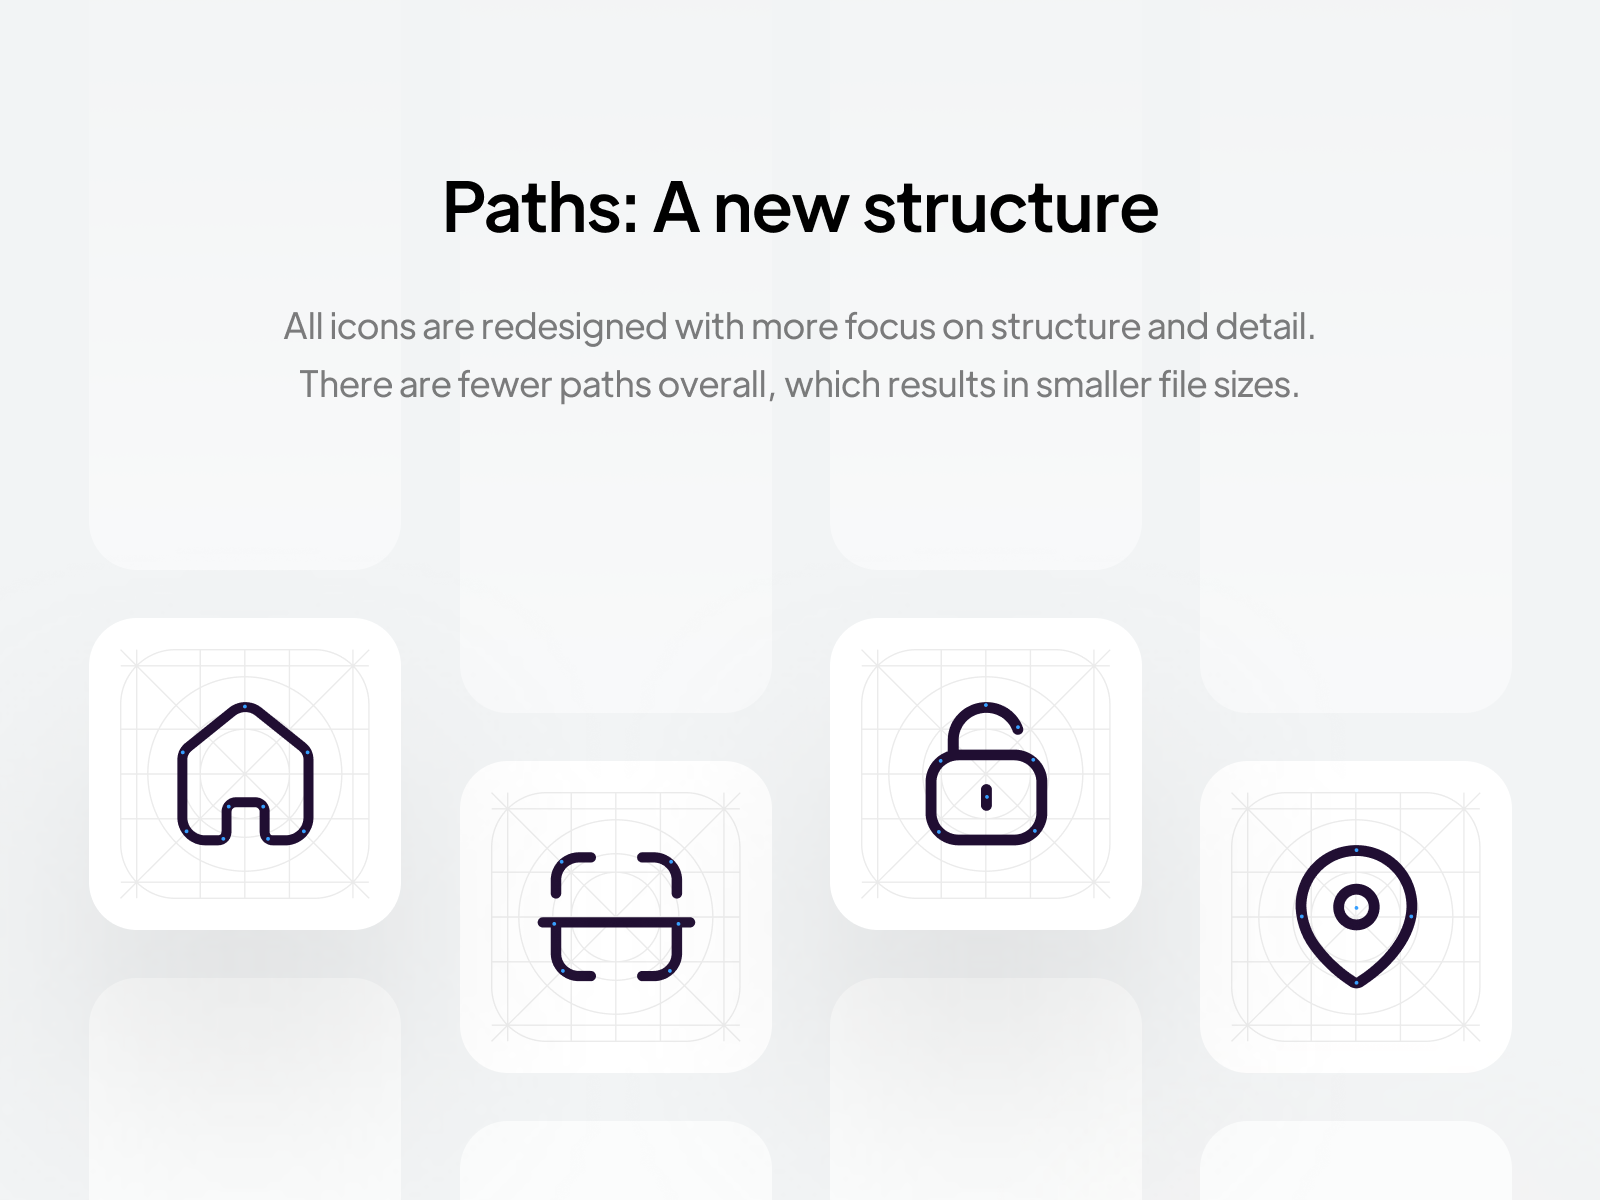 Paths: A new structure
All icons are redesigned with more focus on structure and detail.
There are fewer paths overall, which results in smaller file sizes.